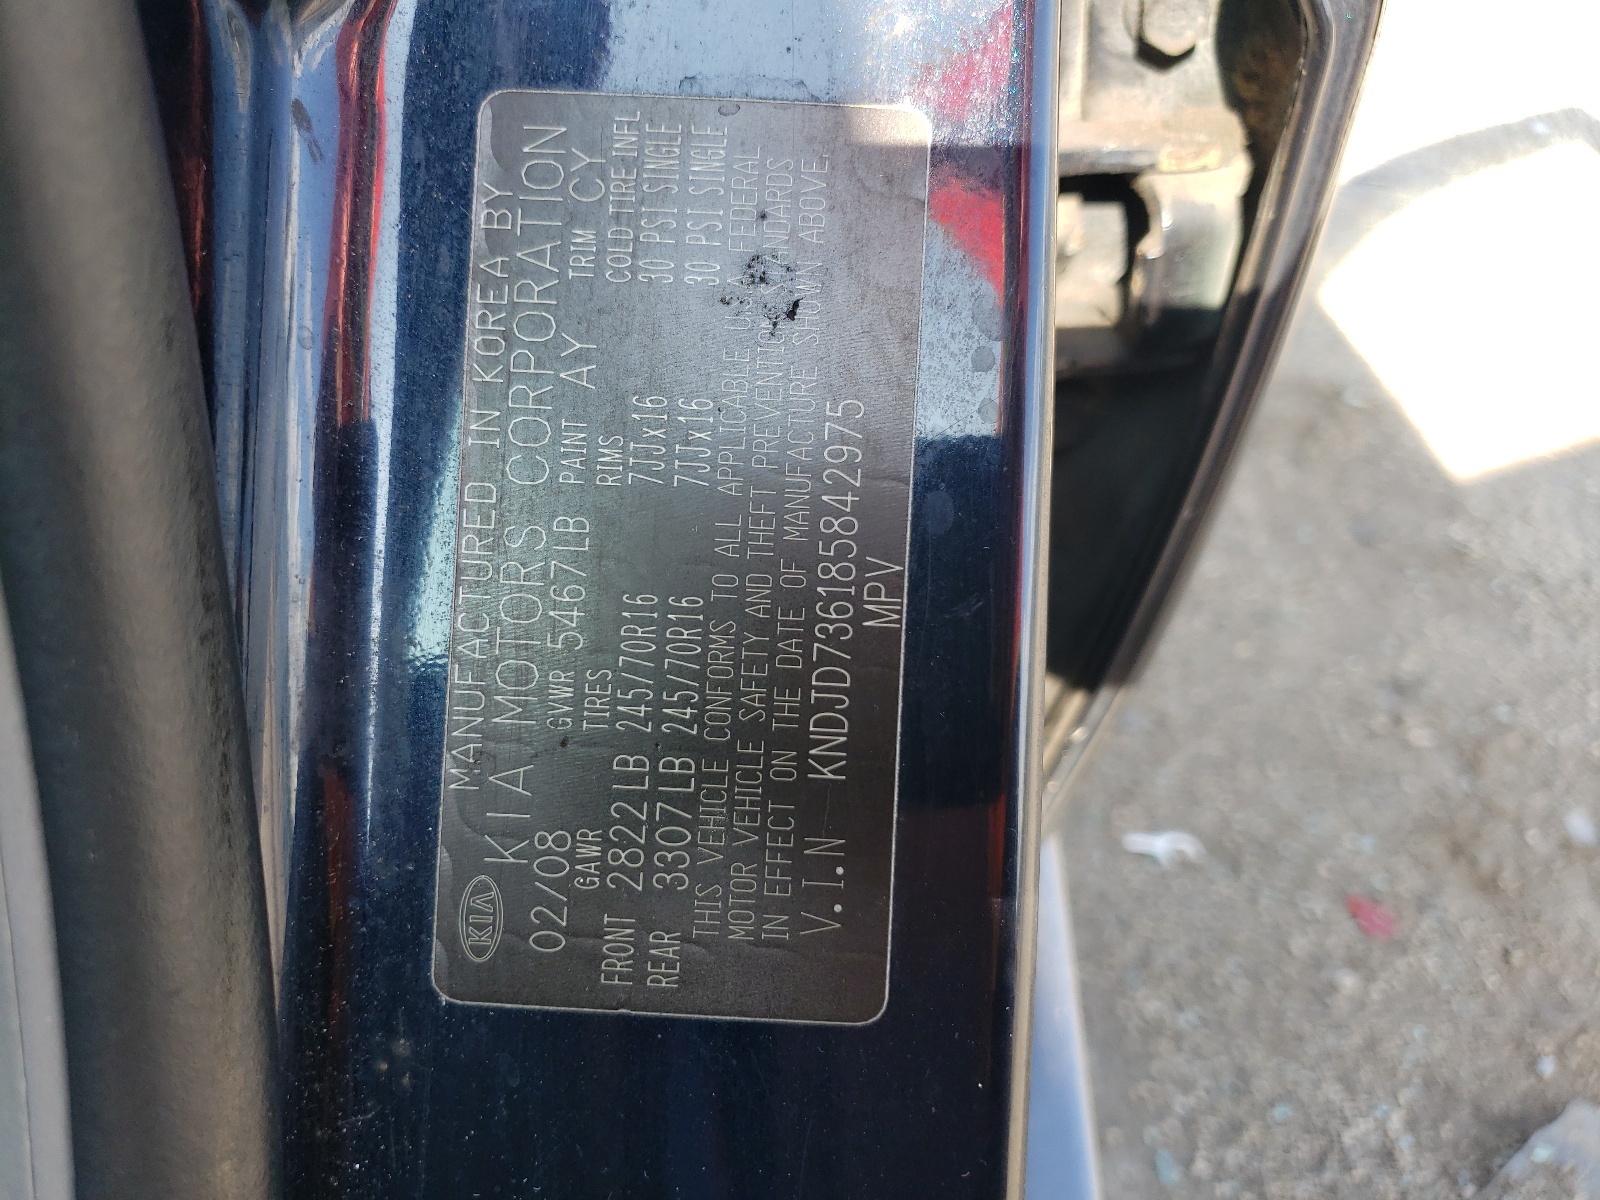 KIA MANUFACTURED IN KOREA BY
KIA MOTORS CORPORATION
02/08 GVWR 5467LB PAINT AY TRIM CY
GAWR TIRES RIMS COLD TIRE INFL
FRONT 2822LB 245/70R16 7JJx16 30 PSI SINGLE
REAR 3307LB 245/70R16 7JJx16 30 PSI SINGLE
THIS VEHICLE CONFORMS TO ALL APPLICABLE FEDERAL
MOTOR VEHICLE SAFETY AND THEFT PREVENTION STANDARDS
IN EFFECT ON THE DATE OF MANUFACTURE SHOWN ABOVE.
V.I.N KNDJD736185842975
MPV